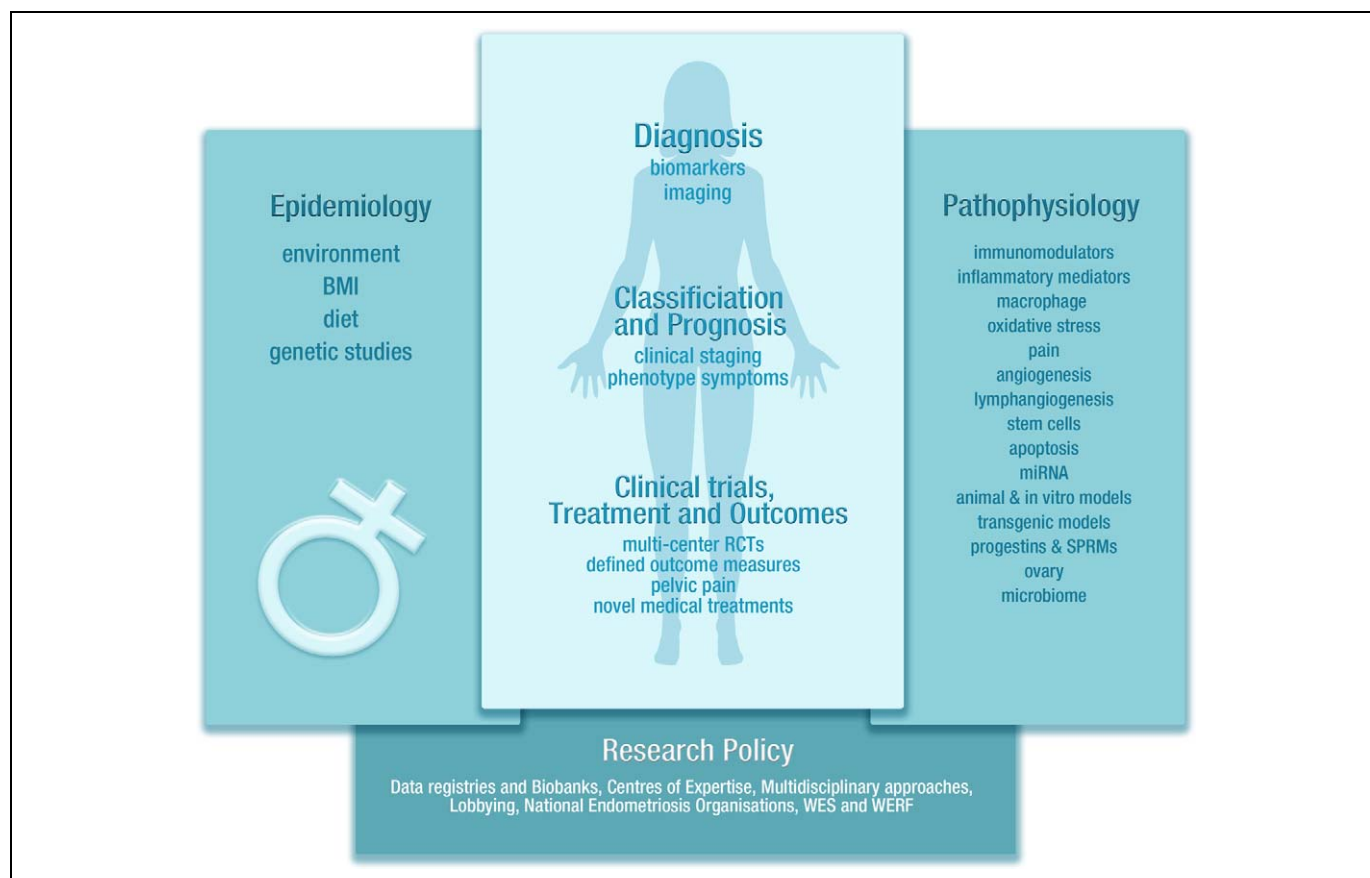 Epidemiology
environment
BMI
diet
genetic studies
Diagnosis
biomarkers
imaging
Classificiation
and Prognosis
clinical staging
phenotype symptoms
Clinical trials,
Treatment and Outcomes
multi-center RCTs
defined outcome measures
pelvic pain
novel medical treatments
Pathophysiology
immunomodulators
inflammatory mediators
macrophage
oxidative stress
pain
angiogenesis
lymphangiogenesis
stem cells
apoptosis
miRNA
animal & in vitro models
transgenic models
progestins & SPRMs
ovary
microbiome
Research Policy
Data registries and Biobanks, Centres of Expertise, Multidisciplinary approaches,
Lobbying, National Endometriosis Organisations, WES and WERF